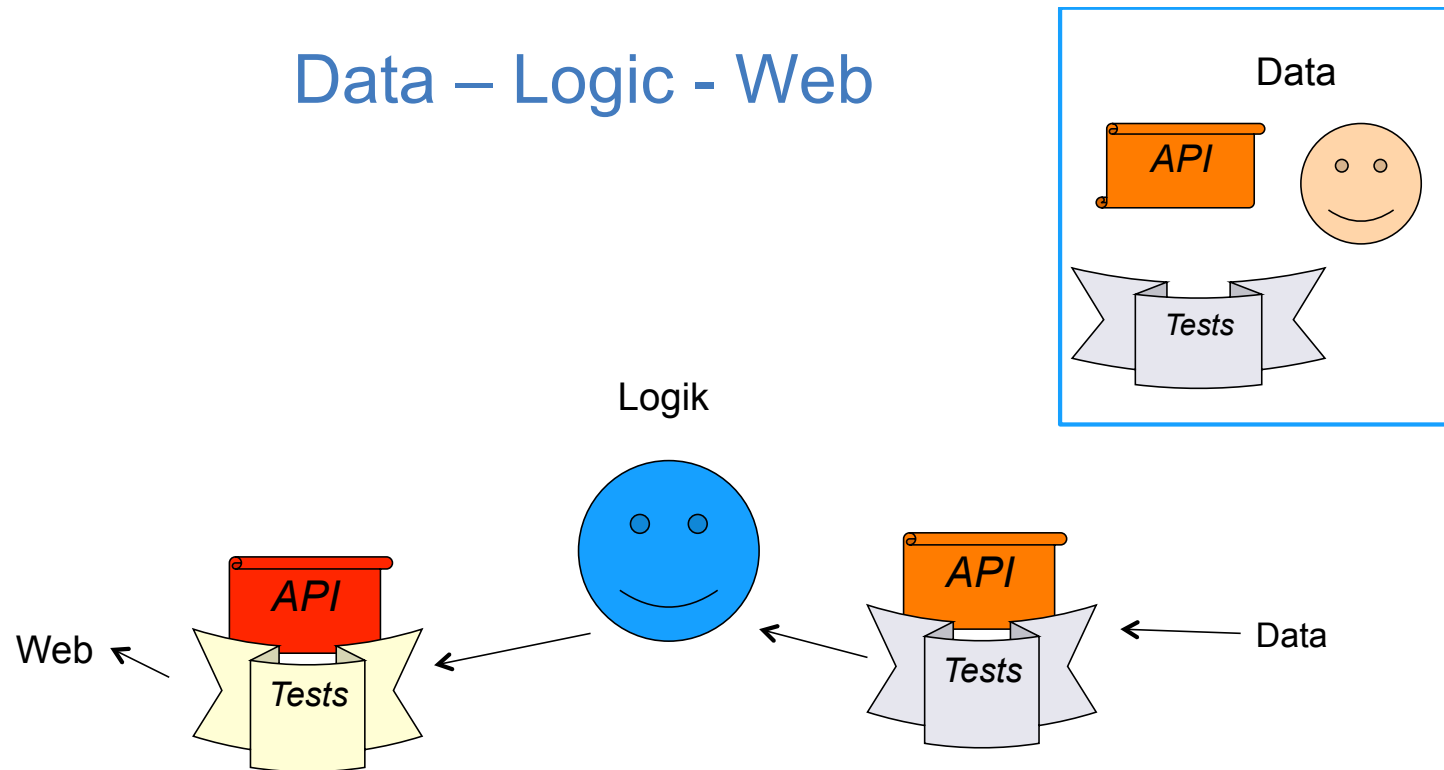 Data – Logic - Web
Data
API
Tests
Logik
API
API
Web
Data
Tests
Tests